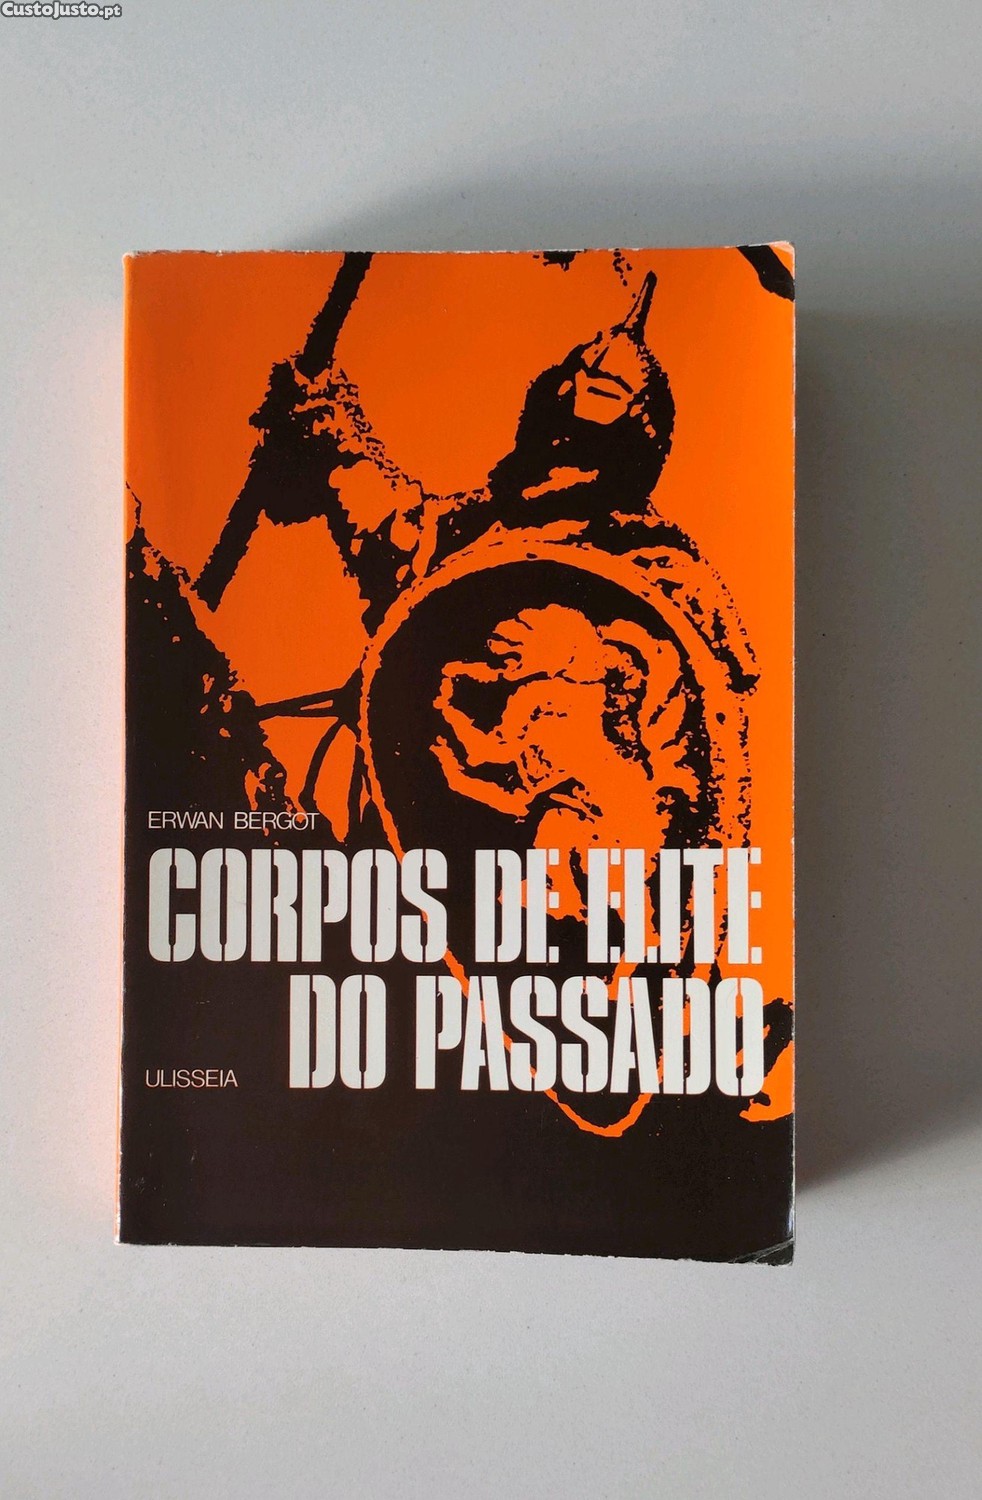 CustoJusto.pt
ERWAN BERGOT
CORPOS DE ELITE
DO PASSADO
ULISSEIA